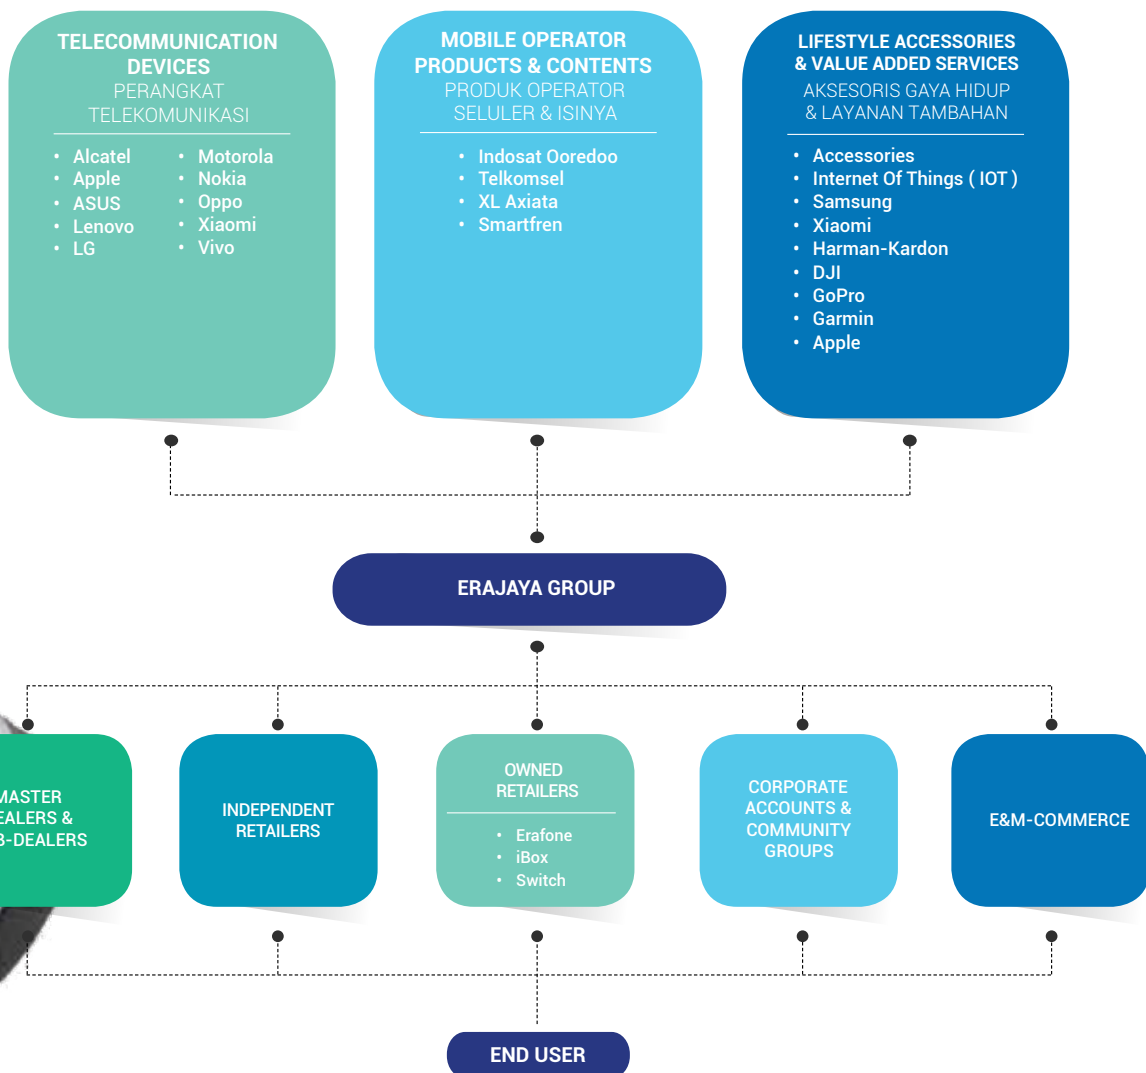 TELECOMMUNICATION
DEVICES
PERANGKAT
TELEKOMUNIKASI
• Alcatel
• Apple
• ASUS
• Lenovo
• LG
• Motorola
• Nokia
• Oppo
• Xiaomi
• Vivo
MOBILE OPERATOR
PRODUCTS & CONTENTS
PRODUK OPERATOR
SELULER & ISINYA
• Indosat Ooredoo
• Telkomsel
• XL Axiata
• Smartfren
LIFESTYLE ACCESSORIES
& VALUE ADDED SERVICES
AKSESORIS GAYA HIDUP
& LAYANAN TAMBAHAN
• Accessories
• Internet Of Things ( IOT )
• Samsung
• Xiaomi
• Harman-Kardon
• DJI
• GoPro
• Garmin
• Apple
ERAJAYA GROUP
MASTER
EALERS &
B-DEALERS
INDEPENDENT
RETAILERS
OWNED
RETAILERS
• Erafone
• iBox
• Switch
CORPORATE
ACCOUNTS &
COMMUNITY
GROUPS
E&M-COMMERCE
END USER